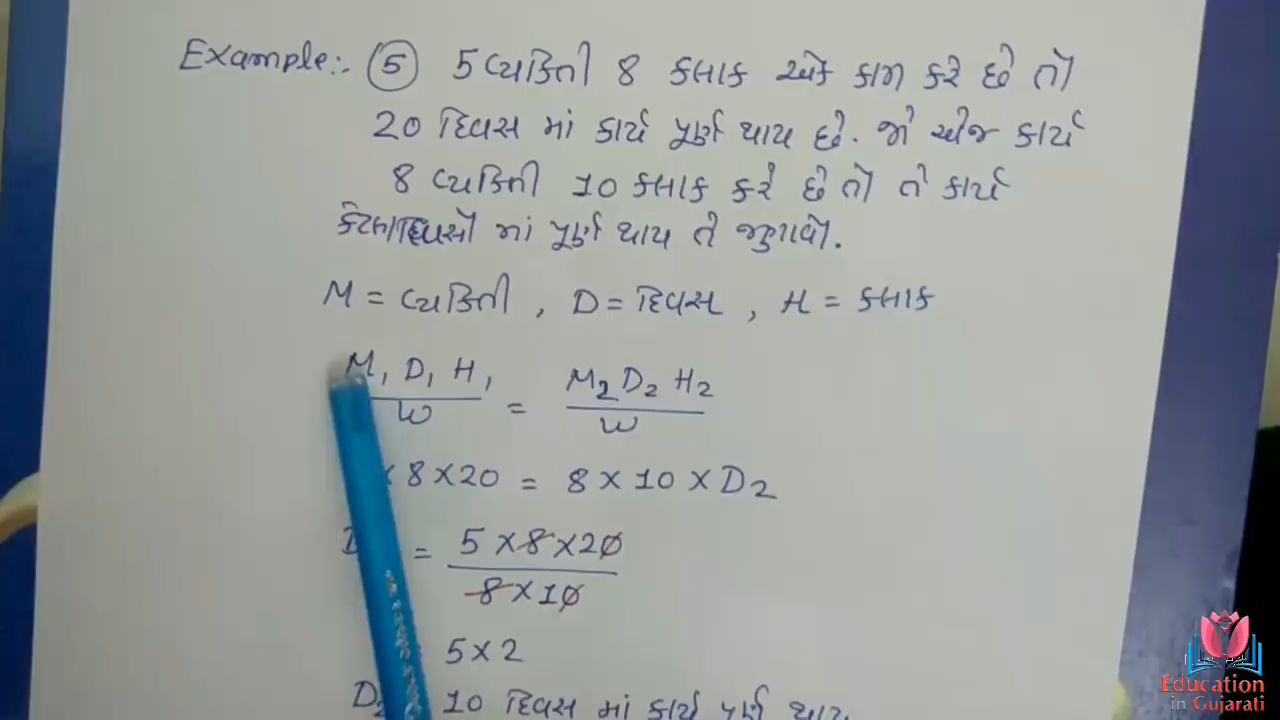 Example:- ⑤ 5 વ્યકિતી 8 કલાક એક કામ કરે છે તો
20 દિવસ માં કાર્ય પૂર્ણ થાય છે. જો એજ કાર્ય
8 વ્યકિતી 10 કલાક કરે છે તો તે કાર્ય
કેટલા દિવસો માં પૂર્ણ થાય તે જણાવો.
M = વ્યકિતી , D = દિવસ , H = કલાક
M₁ D₁ H₁ / W = M₂ D₂ H₂ / W
× 8 × 20 = 8 × 10 × D₂
= 5 × 8 × 20 / 8 × 10
5 × 2
D₂ 10 દિવસ માં કાર્ય પૂર્ણ થાય
Education
in Gujarati